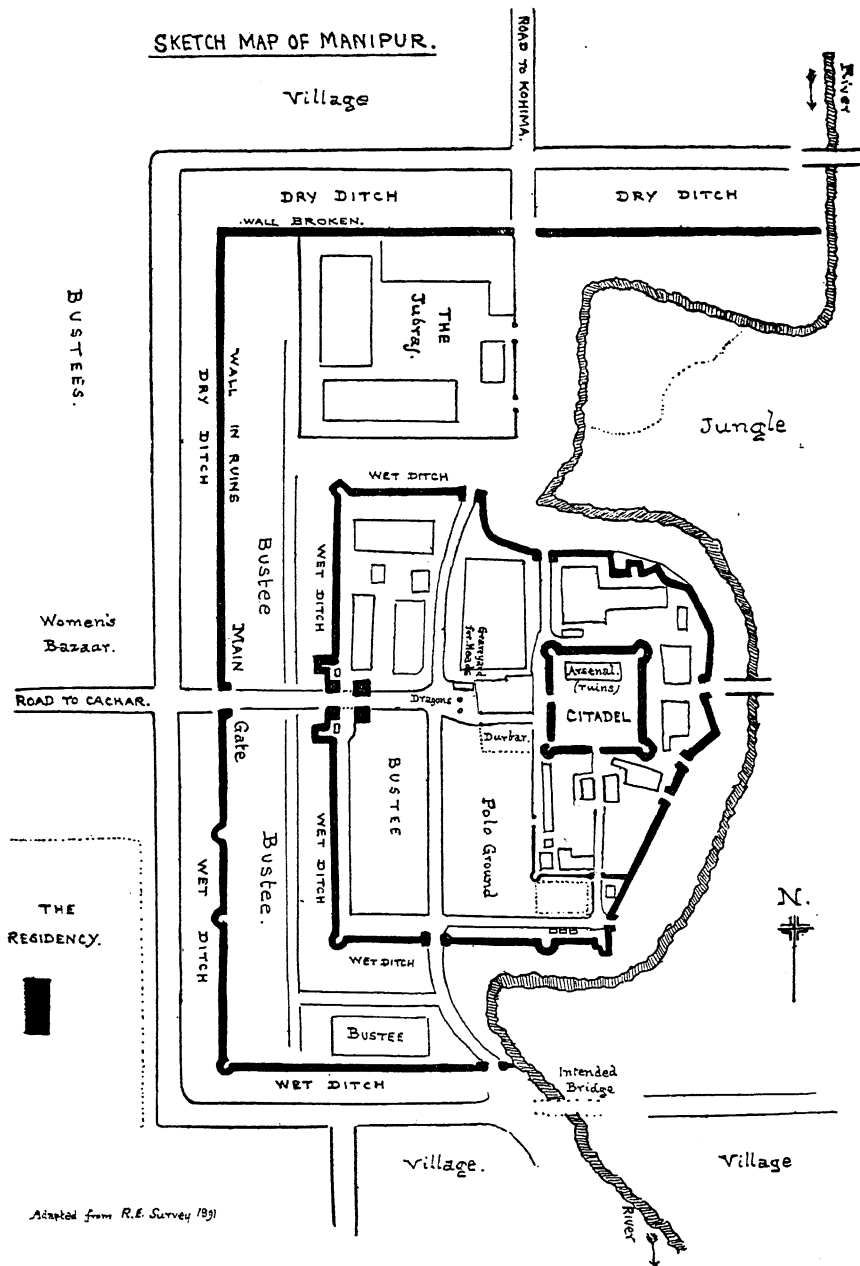 SKETCH MAP OF MANIPUR.
Village
ROAD TO KOHIMA.
River
DRY DITCH
DRY DITCH
WALL BROKEN.
BUSTEES.
THE
Jubraj.
WALL IN RUINS
DRY DITCH
Jungle
WET DITCH
Bustee
WET DITCH
Women's
Bazaar.
MAIN
Gate
Graveyard
for Heads
Arsenal.
(ruins)
CITADEL
ROAD TO CACHAR.
Dragons
Durbar.
BUSTEE
Polo Ground
WET DITCH
Bustee.
WET DITCH
THE
RESIDENCY.
N.
WET DITCH
BUSTEE
WET DITCH
Intended
Bridge
Village.
Village
River
Adapted from R.E. Survey 1891